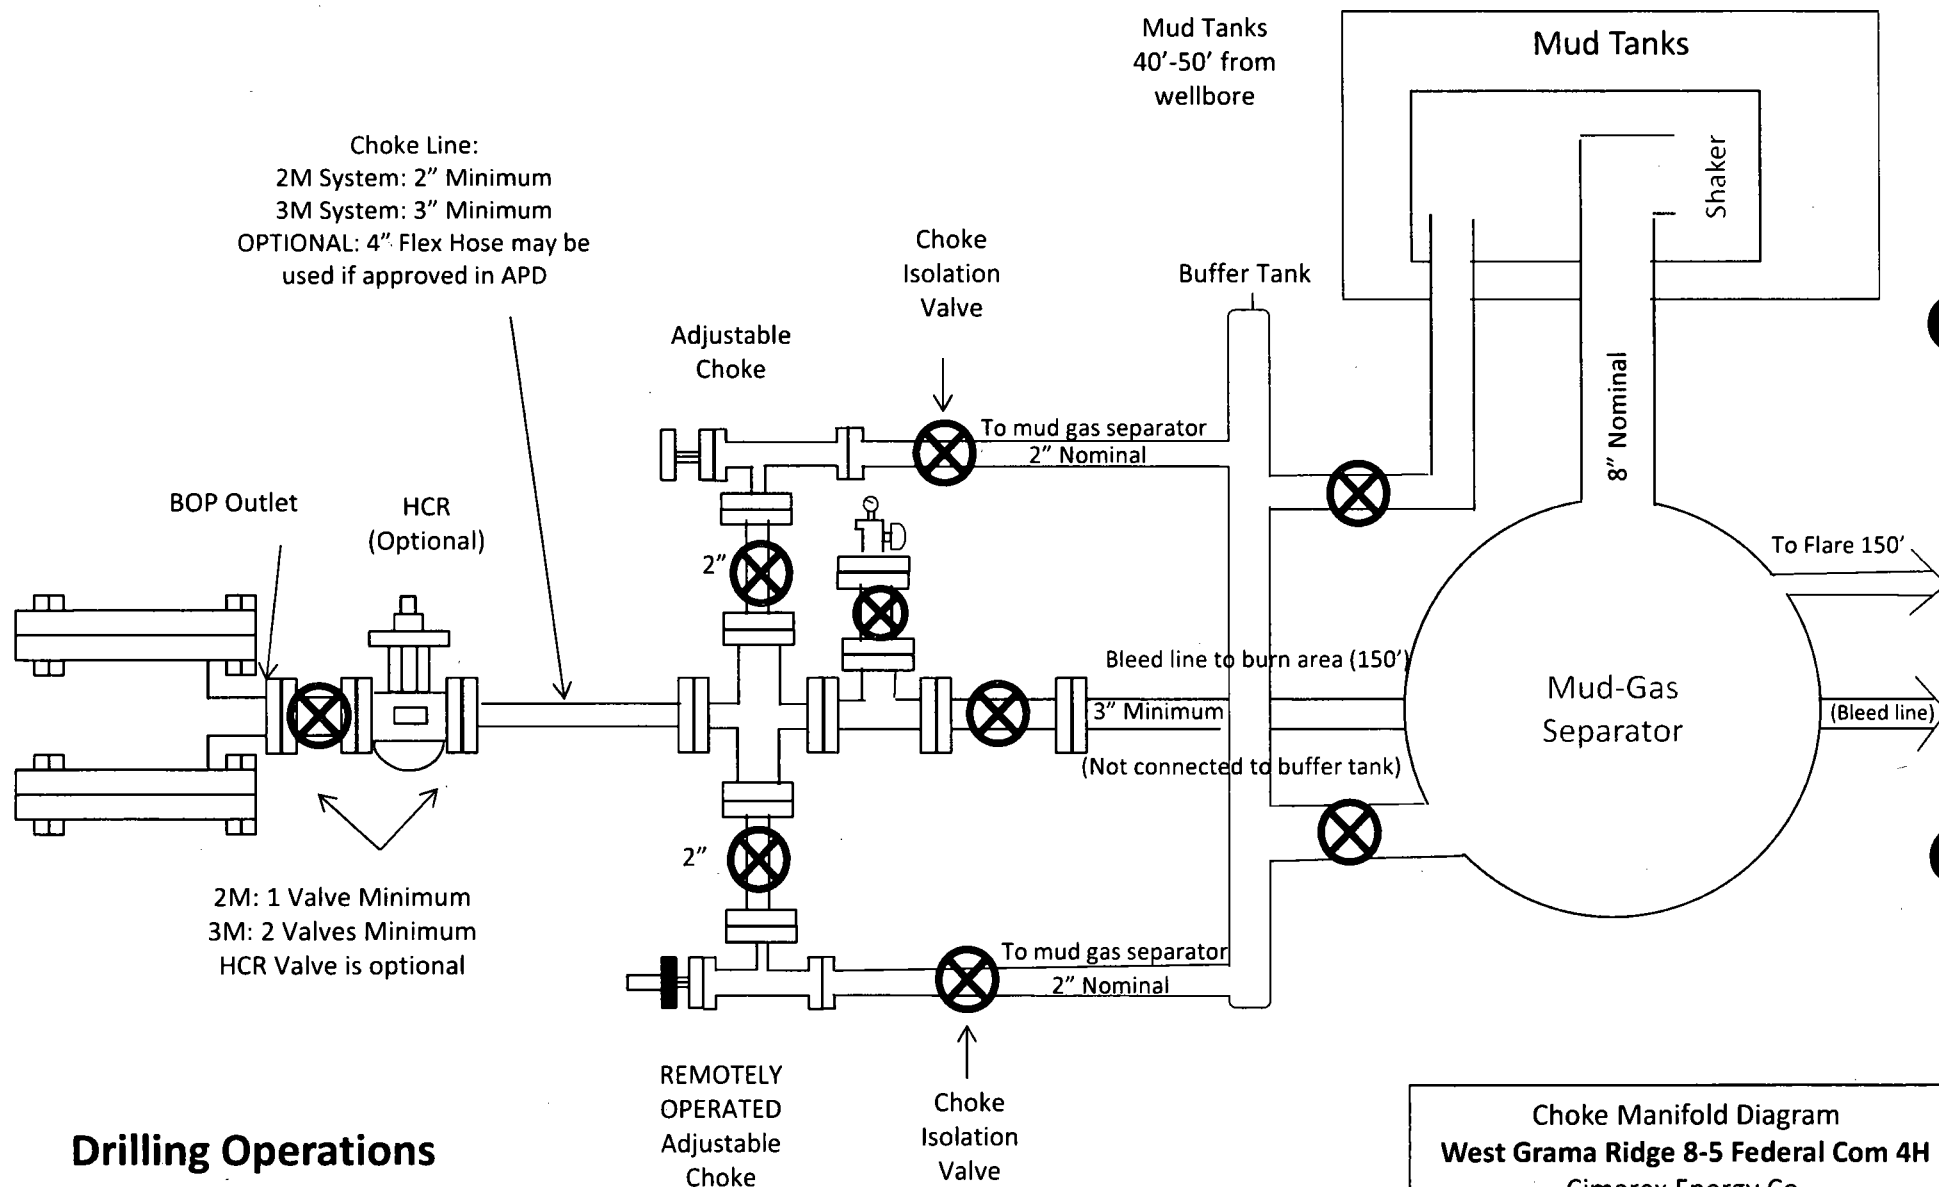 Mud Tanks
40’-50’ from
wellbore
Mud Tanks
Shaker
Choke Line:
2M System: 2” Minimum
3M System: 3” Minimum
OPTIONAL: 4” Flex Hose may be
used if approved in APD
Choke
Isolation
Valve
Buffer Tank
Adjustable
Choke
8” Nominal
To mud gas separator
2” Nominal
BOP Outlet
HCR
(Optional)
2”
To Flare 150’
Bleed line to burn area (150’)
3” Minimum
(Not connected to buffer tank)
Mud-Gas
Separator
(Bleed line)
2”
2M: 1 Valve Minimum
3M: 2 Valves Minimum
HCR Valve is optional
To mud gas separator
2” Nominal
REMOTELY
OPERATED
Adjustable
Choke
Choke
Isolation
Valve
Drilling Operations
Choke Manifold Diagram
West Grama Ridge 8-5 Federal Com 4H
Cimarex Energy Co